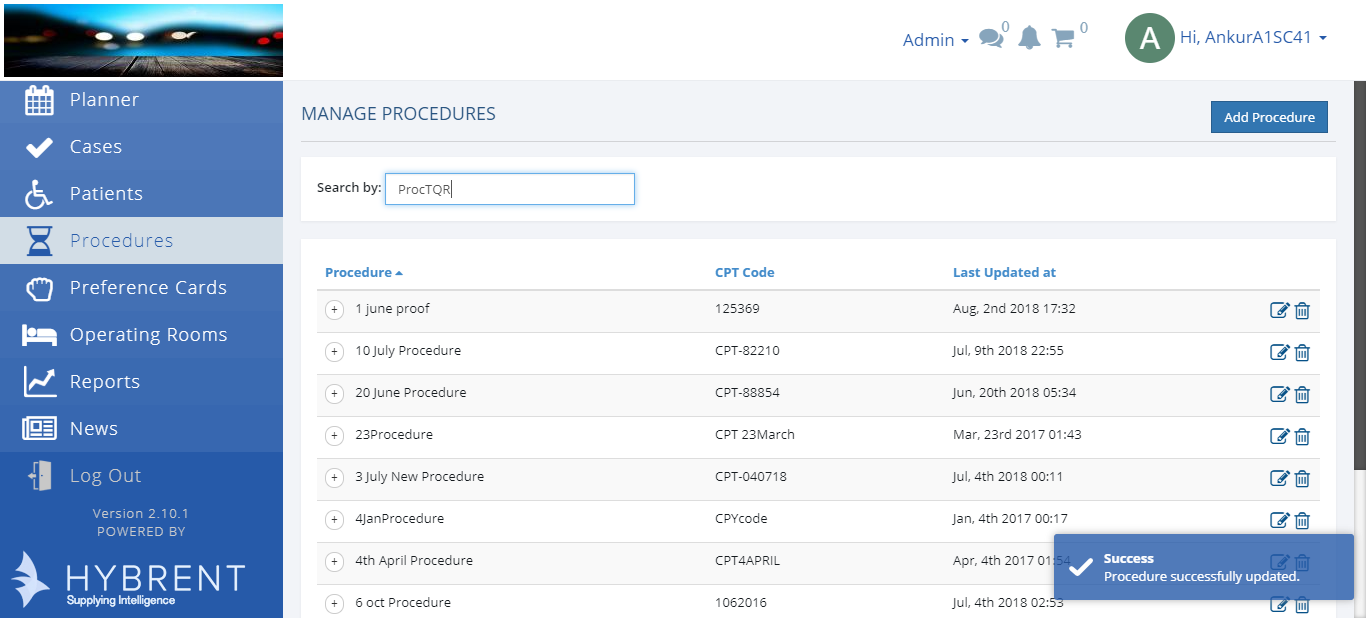 Admin 0 0 A Hi, AnkurA1SC41
Planner
Cases
Patients
Procedures
Preference Cards
Operating Rooms
Reports
News
Log Out
Version 2.10.1
POWERED BY
HYBRENT
Supplying Intelligence
MANAGE PROCEDURES Add Procedure
Search by: ProcTQR
Procedure CPT Code Last Updated at
1 june proof 125369 Aug, 2nd 2018 17:32
10 July Procedure CPT-82210 Jul, 9th 2018 22:55
20 June Procedure CPT-88854 Jun, 20th 2018 05:34
23Procedure CPT 23March Mar, 23rd 2017 01:43
3 July New Procedure CPT-040718 Jul, 4th 2018 00:11
4JanProcedure CPYcode Jan, 4th 2017 00:17
4th April Procedure CPT4APRIL Apr, 4th 2017 01:54
6 oct Procedure 1062016 Jul, 4th 2018 02:53
Success
Procedure successfully updated.